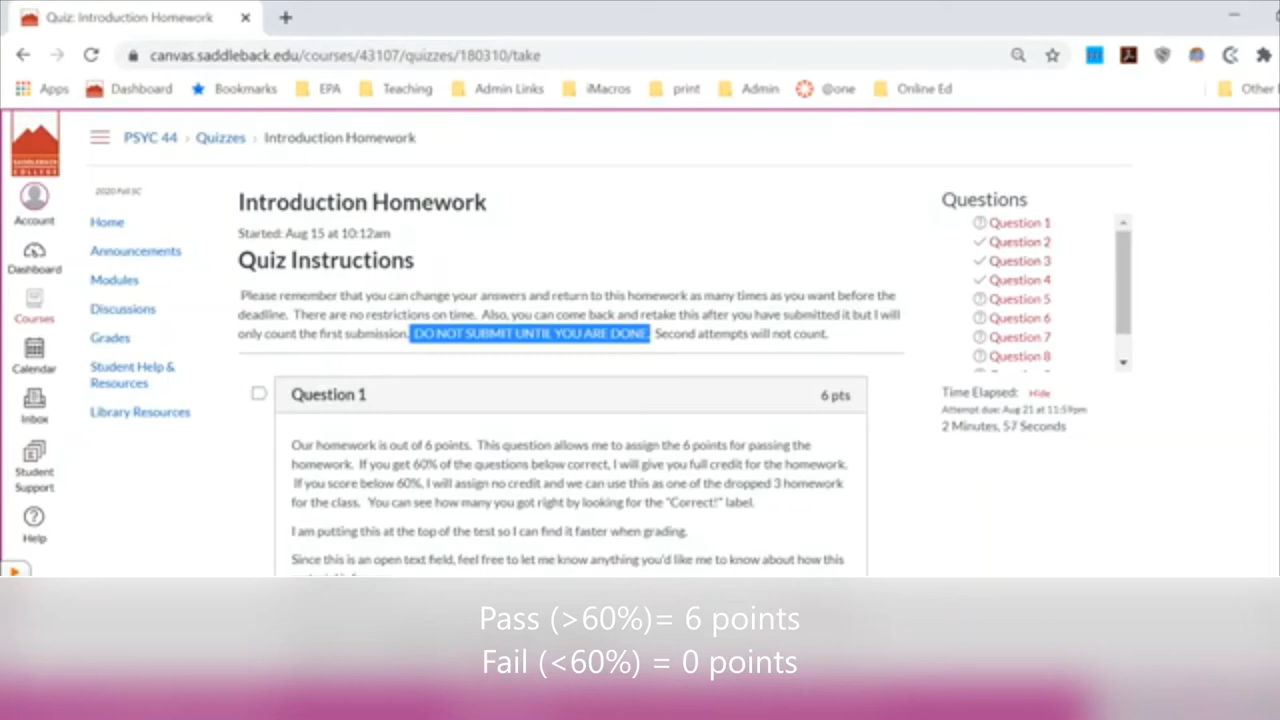 Quiz: Introduction Homework
canvas.saddleback.edu/courses/43107/quizzes/180310/take
Apps Dashboard Bookmarks EPA Teaching Admin Links iMacros print Admin @one Online Ed Other
SADDLEBACK
COLLEGE
PSYC 44 › Quizzes › Introduction Homework
Account
Dashboard
Courses
Calendar
Inbox
Student
Support
Help
2020 Fall SC
Home
Announcements
Modules
Discussions
Grades
Student Help &
Resources
Library Resources
Introduction Homework
Started: Aug 15 at 10:12am
Quiz Instructions
Please remember that you can change your answers and return to this homework as many times as you want before the
deadline. There are no restrictions on time. Also, you can come back and retake this after you have submitted it but I will
only count the first submission. DO NOT SUBMIT UNTIL YOU ARE DONE. Second attempts will not count.
Question 1 6 pts
Our homework is out of 6 points. This question allows me to assign the 6 points for passing the
homework. If you get 60% of the questions below correct, I will give you full credit for the homework.
If you score below 60%, I will assign no credit and we can use this as one of the dropped 3 homework
for the class. You can see how many you got right by looking for the "Correct!" label.
I am putting this at the top of the test so I can find it faster when grading.
Since this is an open text field, feel free to let me know anything you'd like me to know about how this
Questions
Question 1
Question 2
Question 3
Question 4
Question 5
Question 6
Question 7
Question 8
Time Elapsed: Hide
Attempt due: Aug 21 at 11:59pm
2 Minutes, 57 Seconds
Pass (>60%)= 6 points
Fail (<60%) = 0 points